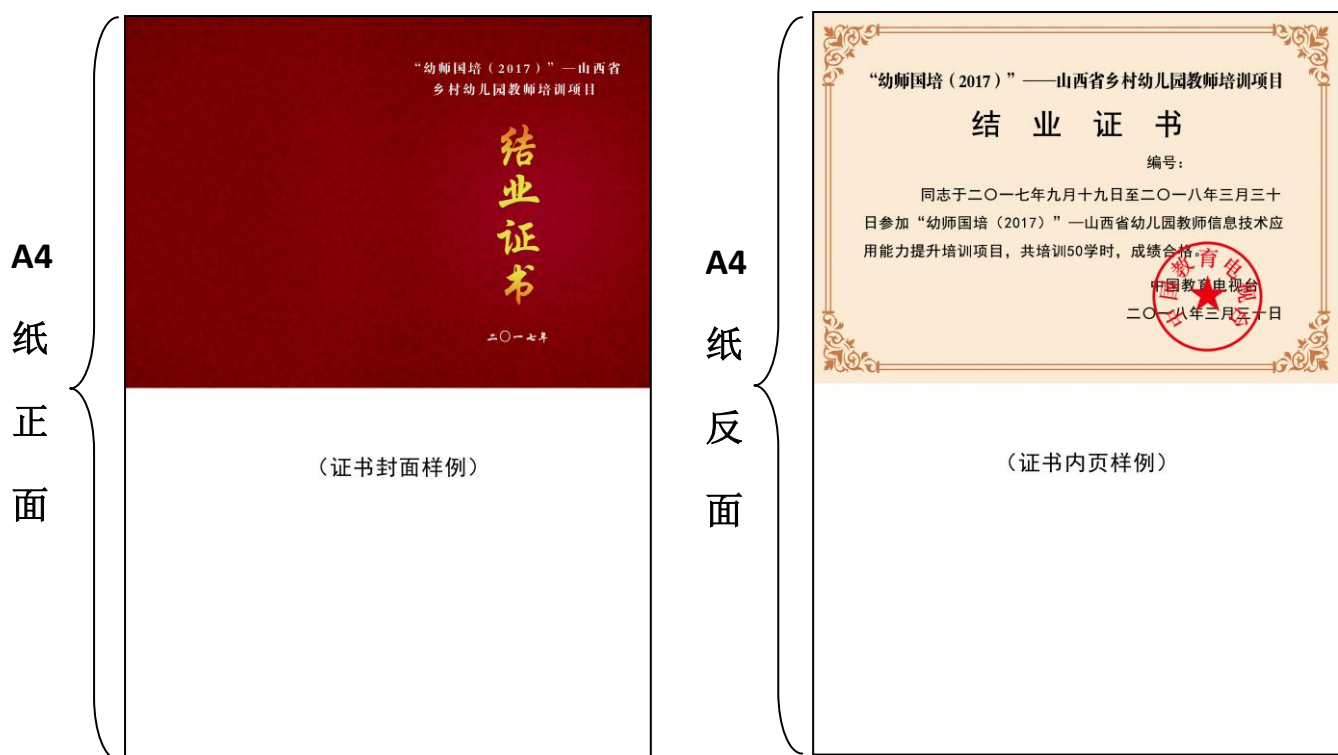 A4
纸
正
面
“幼师国培（2017）”—山西省
乡村幼儿园教师培训项目
结
业
证
书
二〇一七年
（证书封面样例）
A4
纸
反
面
“幼师国培（2017）”——山西省乡村幼儿园教师培训项目
结 业 证 书
编号：
同志于二〇一七年九月十九日至二〇一八年三月三十
日参加“幼师国培（2017）”—山西省幼儿园教师信息技术应
用能力提升培训项目，共培训50学时，成绩合格。
中国教育电视台
二〇一八年三月三十日
中国教育电视台
（证书内页样例）